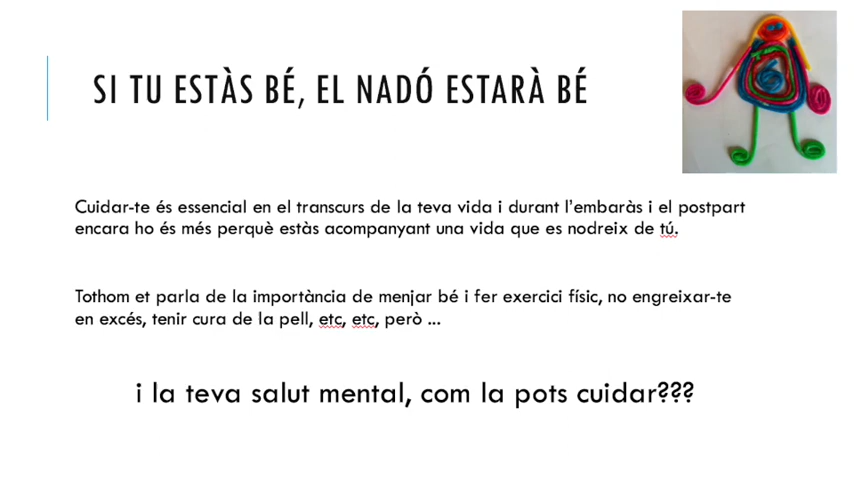 SI TU ESTÀS BÉ, EL NADÓ ESTARÀ BÉ
Cuidar-te és essencial en el transcurs de la teva vida i durant l'embaràs i el postpart
encara ho és més perquè estàs acompanyant una vida que es nodreix de tú.
Tothom et parla de la importància de menjar bé i fer exercici físic, no engreixar-te
en excés, tenir cura de la pell, etc, etc, però ...
i la teva salut mental, com la pots cuidar???